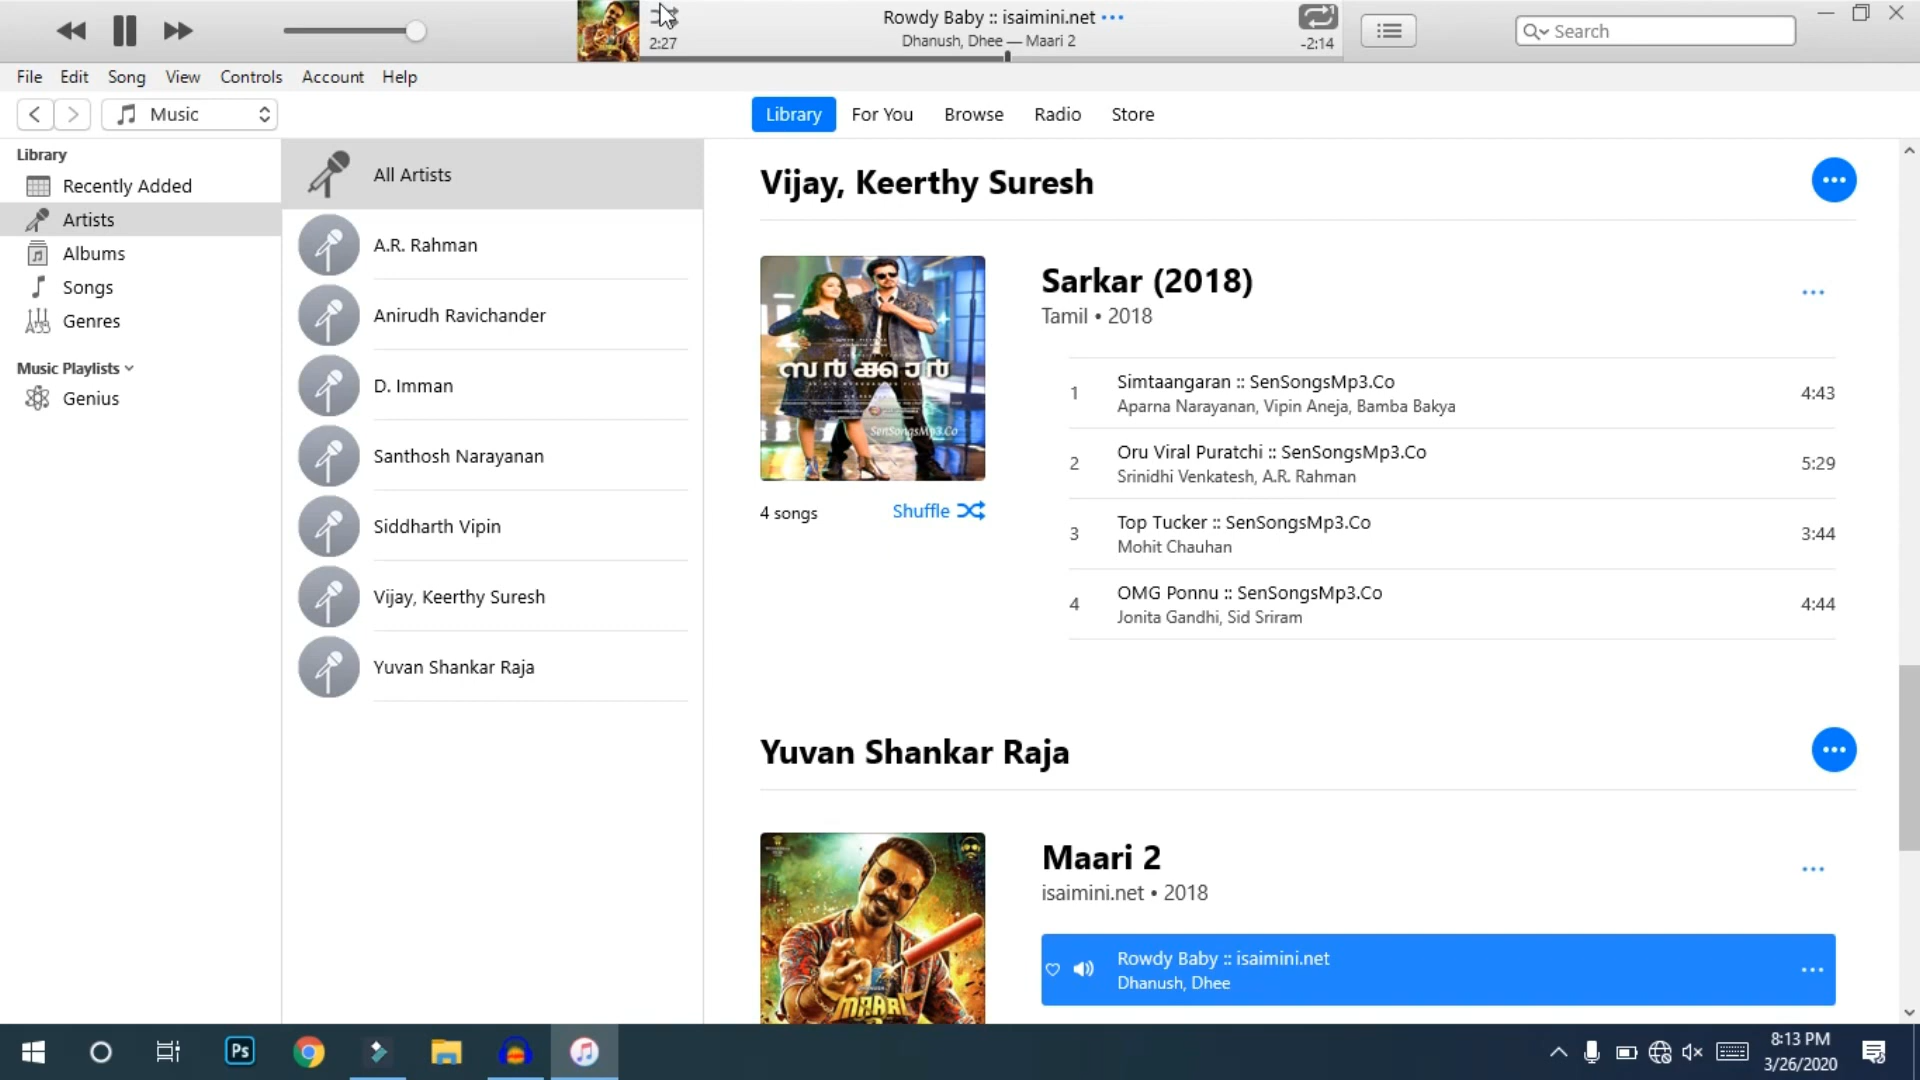 Rowdy Baby :: isaimini.net
2:27
Dhanush, Dhee — Maari 2
-2:14
Search
File Edit Song View Controls Account Help
Music
Library For You Browse Radio Store
Library
Recently Added
Artists
Albums
Songs
Genres
Music Playlists
Genius
All Artists
A.R. Rahman
Anirudh Ravichander
D. Imman
Santhosh Narayanan
Siddharth Vipin
Vijay, Keerthy Suresh
Yuvan Shankar Raja
Vijay, Keerthy Suresh
സർക്കാർ
SenSongsMp3.Co
4 songs
Shuffle
Sarkar (2018)
Tamil • 2018
1 Simtaangaran :: SenSongsMp3.Co 4:43
Aparna Narayanan, Vipin Aneja, Bamba Bakya
2 Oru Viral Puratchi :: SenSongsMp3.Co 5:29
Srinidhi Venkatesh, A.R. Rahman
3 Top Tucker :: SenSongsMp3.Co 3:44
Mohit Chauhan
4 OMG Ponnu :: SenSongsMp3.Co 4:44
Jonita Gandhi, Sid Sriram
Yuvan Shankar Raja
MAARI
Maari 2
isaimini.net • 2018
Rowdy Baby :: isaimini.net
Dhanush, Dhee
Ps
8:13 PM
3/26/2020